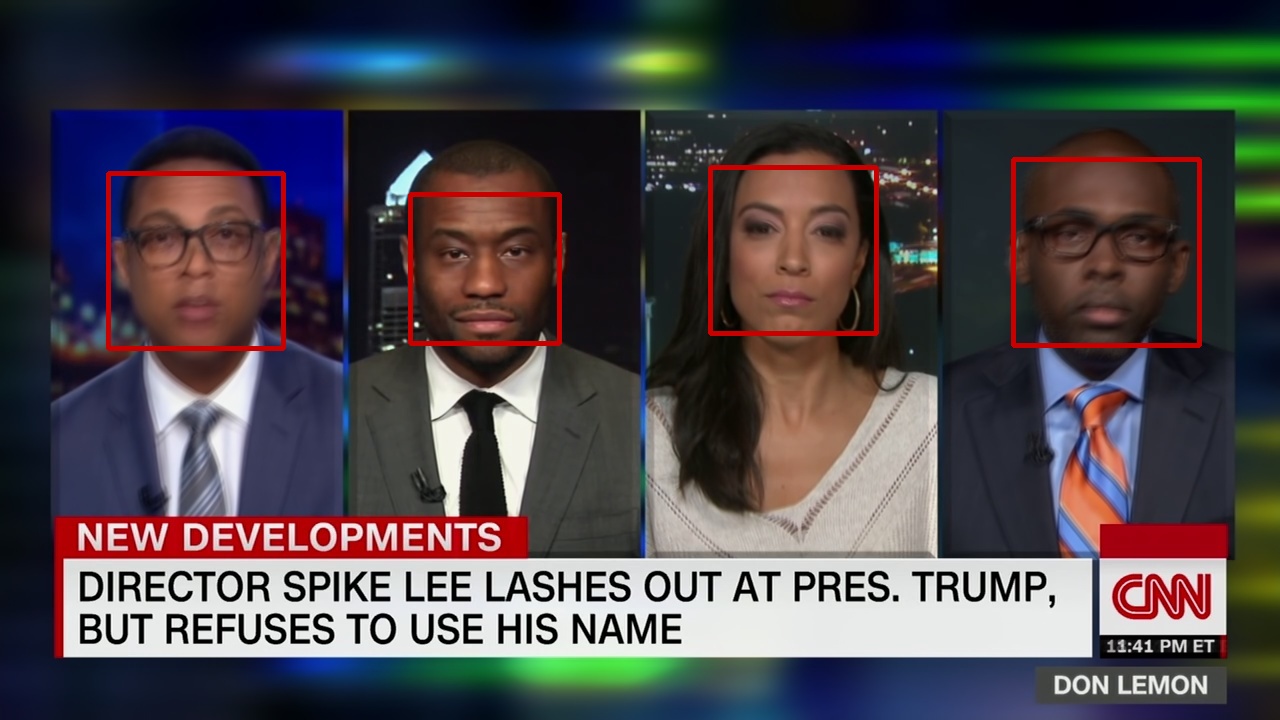 NEW DEVELOPMENTS
DIRECTOR SPIKE LEE LASHES OUT AT PRES. TRUMP,
BUT REFUSES TO USE HIS NAME
CNN
11:41 PM ET
DON LEMON